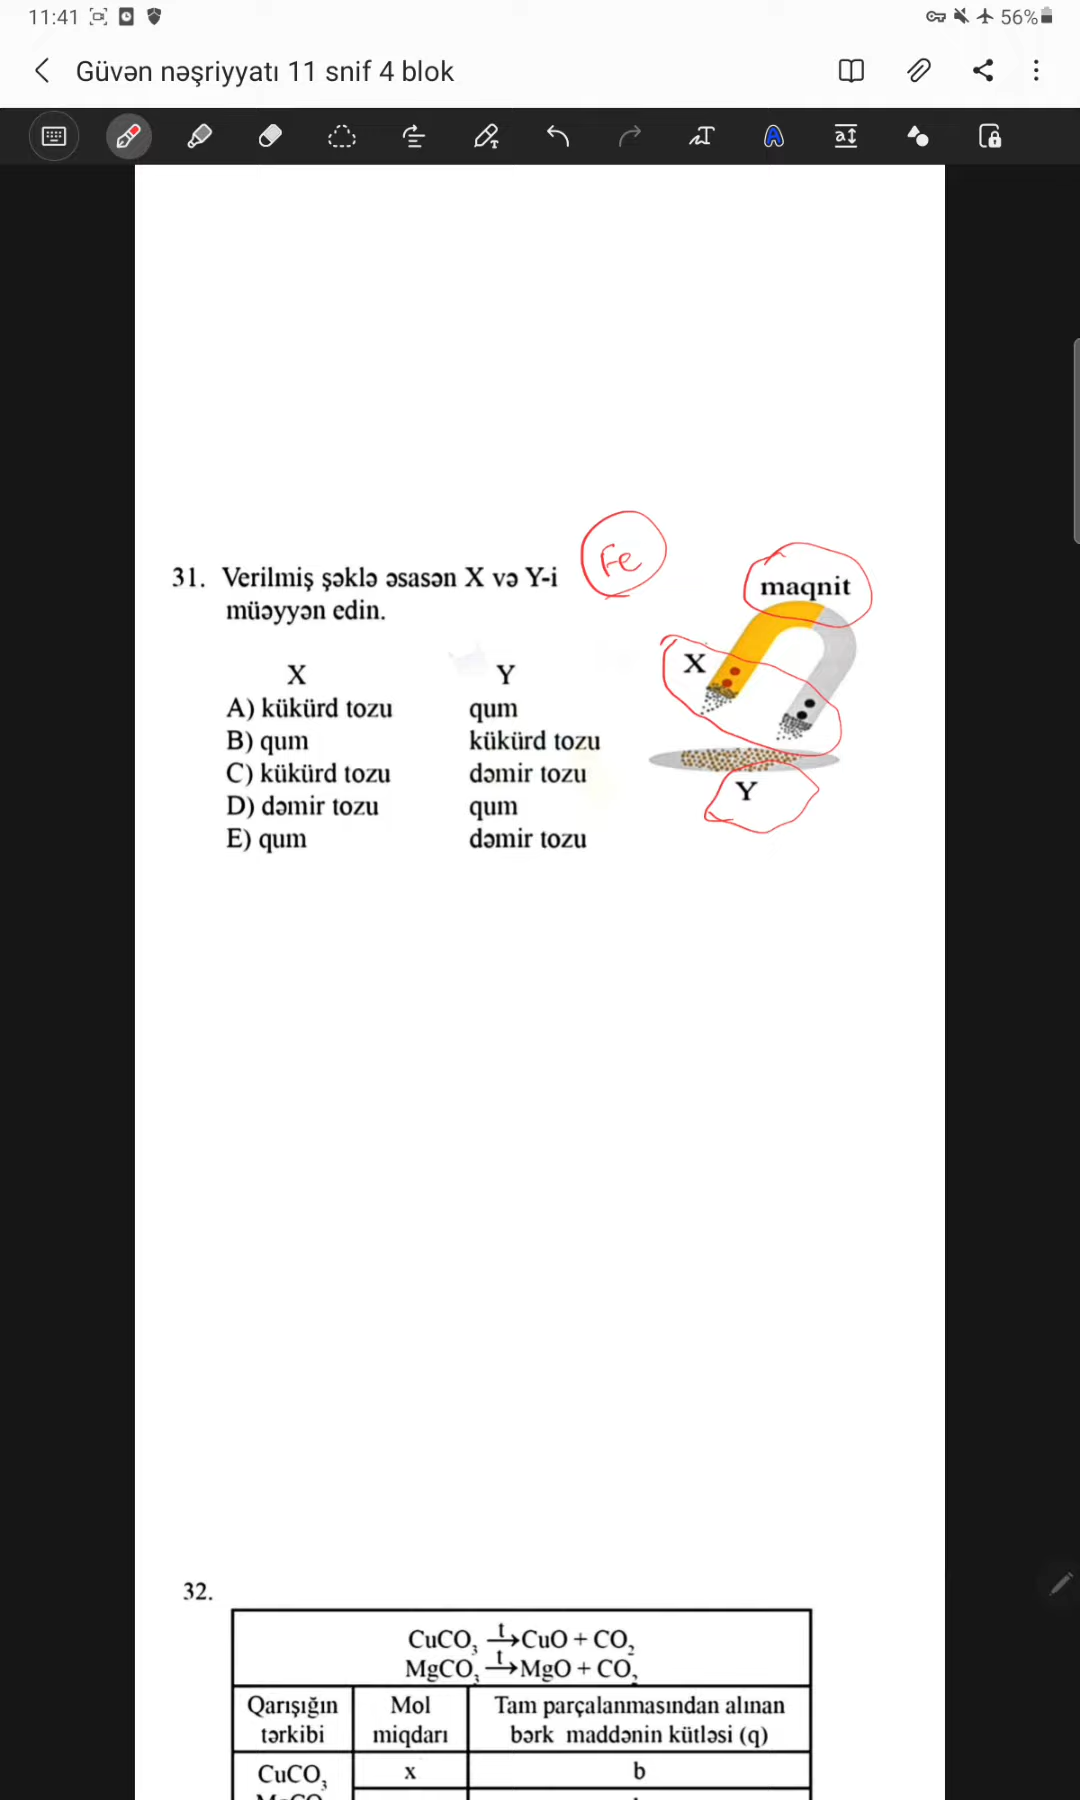 11:41
56%
Güvən nəşriyyatı 11 snif 4 blok
Fe
31. Verilmiş şəklə əsasən X və Y-i
müəyyən edin.
maqnit
X
Y
X Y
A) kükürd tozu qum
B) qum kükürd tozu
C) kükürd tozu dəmir tozu
D) dəmir tozu qum
E) qum dəmir tozu
32.
CuCO₃ t→ CuO + CO₂
MgCO₃ t→ MgO + CO₂
Qarışığın tərkibi
Mol miqdarı
Tam parçalanmasından alınan
bərk maddənin kütləsi (q)
CuCO₃ x b